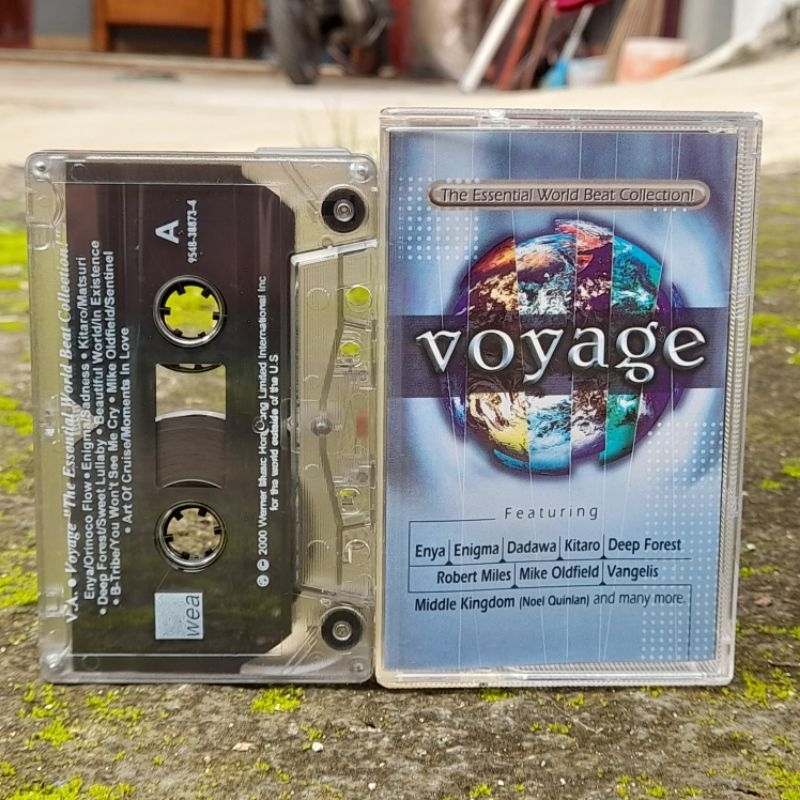 V.A. • Voyage "The Essential World Beat Collection!
Enya/Orinoco Flow • Enigma/Sadness • Kitaro/Matsuri
• Deep Forest/Sweet Lullaby • Beautiful World/In Existence
• B-Tribe/You Won't See Me Cry • Mike Oldfield/Sentinel
• Art Of Cruise/Moments In Love
A
9548-38873-4
wea
℗ © 2000 Warner Music Hong Kong Limited International Inc
for the world outside of the U.S
The Essential World Beat Collection!
voyage
Featuring
Enya Enigma Dadawa Kitaro Deep Forest
Robert Miles Mike Oldfield Vangelis
Middle Kingdom (Noel Quinlan) and many more.